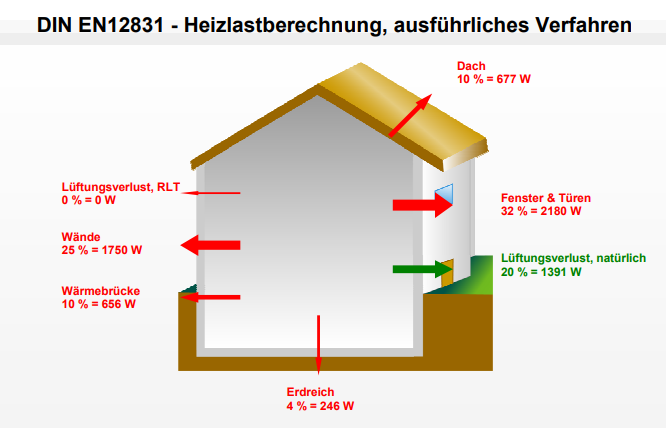 DIN EN12831 - Heizlastberechnung, ausführliches Verfahren
Dach
10 % = 677 W
Lüftungsverlust, RLT
0 % = 0 W
Fenster & Türen
32 % = 2180 W
Wände
25 % = 1750 W
Lüftungsverlust, natürlich
20 % = 1391 W
Wärmebrücke
10 % = 656 W
Erdreich
4 % = 246 W